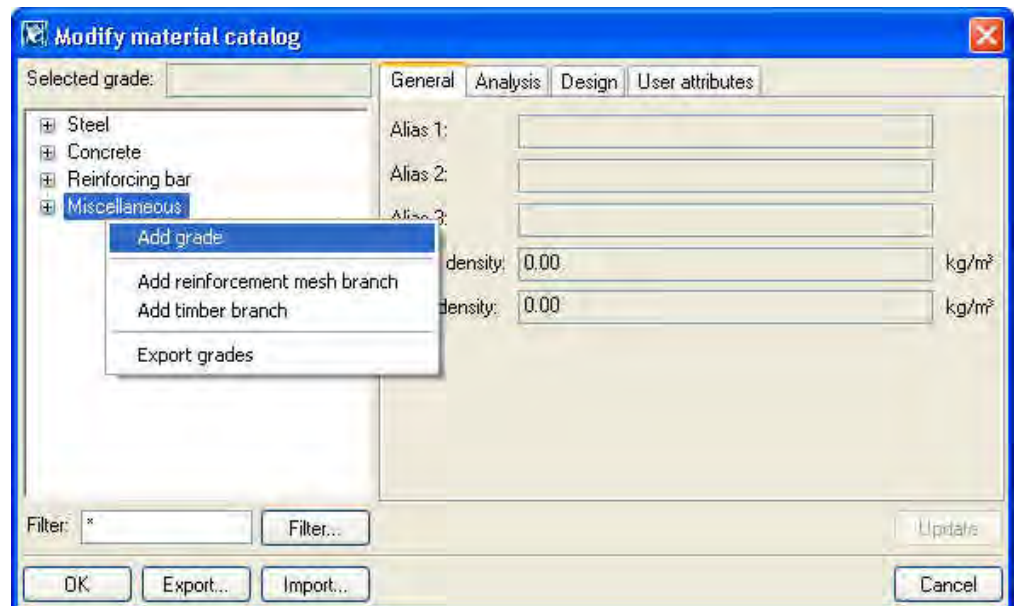 Modify material catalog
Selected grade:
General Analysis Design User attributes
Steel
Concrete
Reinforcing bar
Miscellaneous
Add grade
Add reinforcement mesh branch
Add timber branch
Export grades
Alias 1:
Alias 2:
Alias 3:
density: 0.00 kg/m³
density: 0.00 kg/m³
Filter: * Filter... Update
OK Export... Import... Cancel